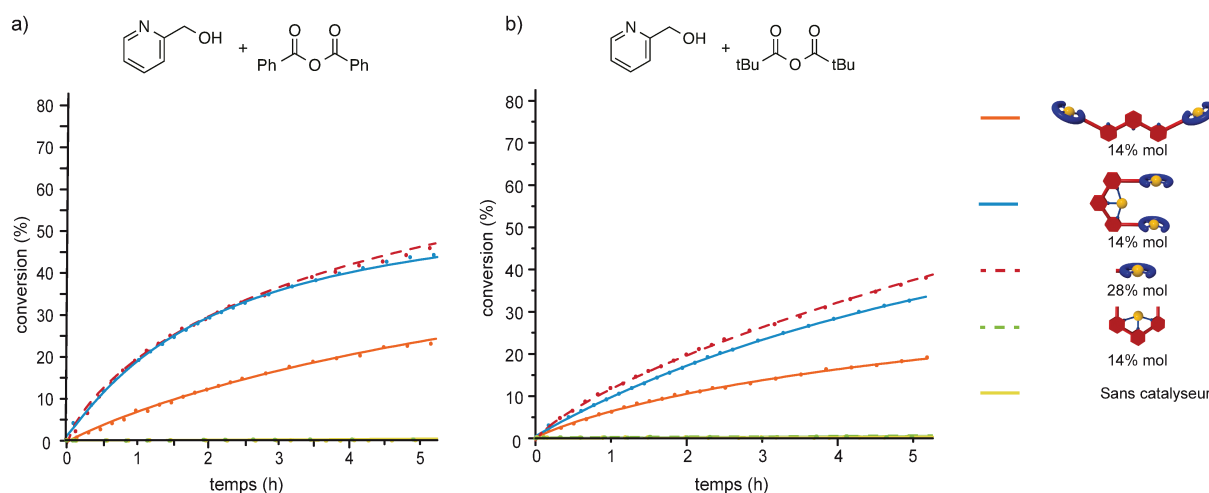 a)
N
OH
+
O
O
Ph
O
Ph
conversion (%)
80
70
60
50
40
30
20
10
0
0
1
2
3
4
5
temps (h)
b)
N
OH
+
O
O
tBu
O
tBu
conversion (%)
80
70
60
50
40
30
20
10
0
0
1
2
3
4
5
temps (h)
14% mol
14% mol
28% mol
14% mol
Sans catalyseur